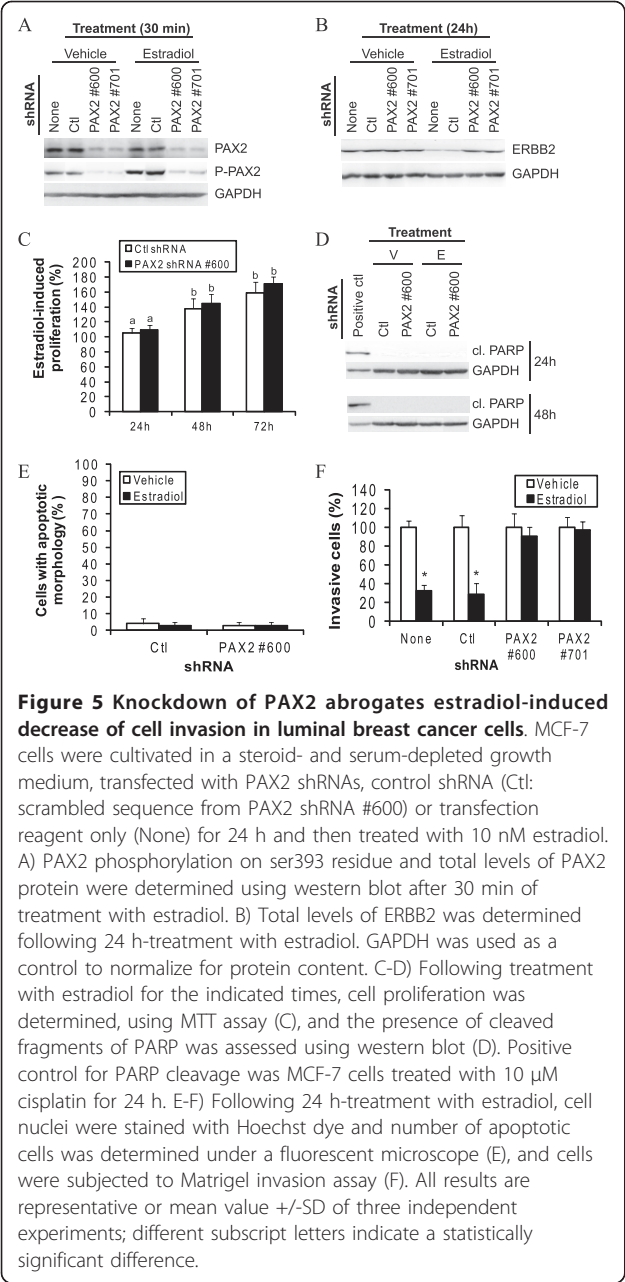 A
Treatment (30 min)
Vehicle Estradiol
shRNA
None
Ctl
PAX2 #600
PAX2 #701
None
Ctl
PAX2 #600
PAX2 #701
PAX2
P-PAX2
GAPDH
B
Treatment (24h)
Vehicle Estradiol
shRNA
None
Ctl
PAX2 #600
PAX2 #701
None
Ctl
PAX2 #600
PAX2 #701
ERBB2
GAPDH
C
Ctl shRNA
PAX2 shRNA #600
Estradiol-induced
proliferation (%)
200
180
160
140
120
100
80
60
40
20
0
a a b b b b
24h 48h 72h
D
Treatment
V E
shRNA
Positive ctl
Ctl
PAX2 #600
Ctl
PAX2 #600
cl. PARP
GAPDH
24h
cl. PARP
GAPDH
48h
E
Vehicle
Estradiol
Cells with apoptotic
morphology (%)
100
90
80
70
60
50
40
30
20
10
0
Ctl PAX2 #600
shRNA
F
Vehicle
Estradiol
Invasive cells (%)
140
120
100
80
60
40
20
0
* *
None Ctl PAX2 PAX2
#600 #701
shRNA
Figure 5 Knockdown of PAX2 abrogates estradiol-induced
decrease of cell invasion in luminal breast cancer cells. MCF-7
cells were cultivated in a steroid- and serum-depleted growth
medium, transfected with PAX2 shRNAs, control shRNA (Ctl:
scrambled sequence from PAX2 shRNA #600) or transfection
reagent only (None) for 24 h and then treated with 10 nM estradiol.
A) PAX2 phosphorylation on ser393 residue and total levels of PAX2
protein were determined using western blot after 30 min of
treatment with estradiol. B) Total levels of ERBB2 was determined
following 24 h-treatment with estradiol. GAPDH was used as a
control to normalize for protein content. C-D) Following treatment
with estradiol for the indicated times, cell proliferation was
determined, using MTT assay (C), and the presence of cleaved
fragments of PARP was assessed using western blot (D). Positive
control for PARP cleavage was MCF-7 cells treated with 10 μM
cisplatin for 24 h. E-F) Following 24 h-treatment with estradiol, cell
nuclei were stained with Hoechst dye and number of apoptotic
cells was determined under a fluorescent microscope (E), and cells
were subjected to Matrigel invasion assay (F). All results are
representative or mean value +/-SD of three independent
experiments; different subscript letters indicate a statistically
significant difference.